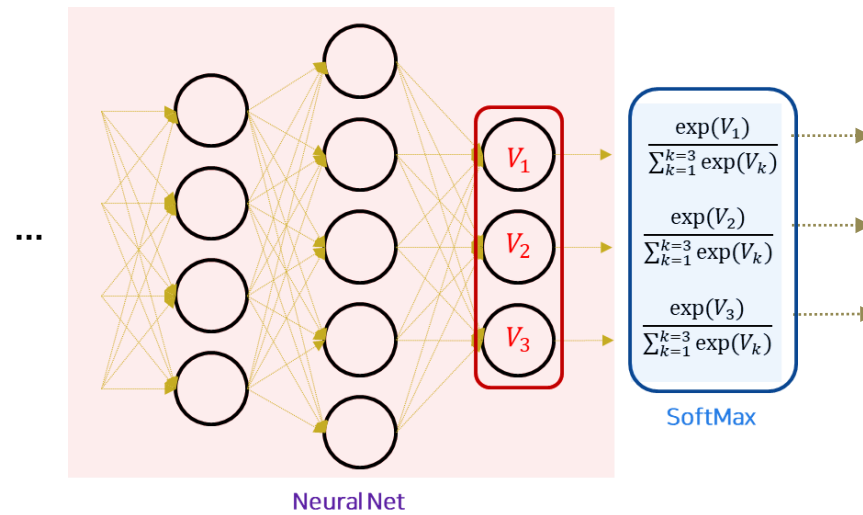 ...
V₁
V₂
V₃
exp(V₁)
∑ₖ₌₁ᵏ⁼³ exp(Vₖ)
exp(V₂)
∑ₖ₌₁ᵏ⁼³ exp(Vₖ)
exp(V₃)
∑ₖ₌₁ᵏ⁼³ exp(Vₖ)
SoftMax
Neural Net